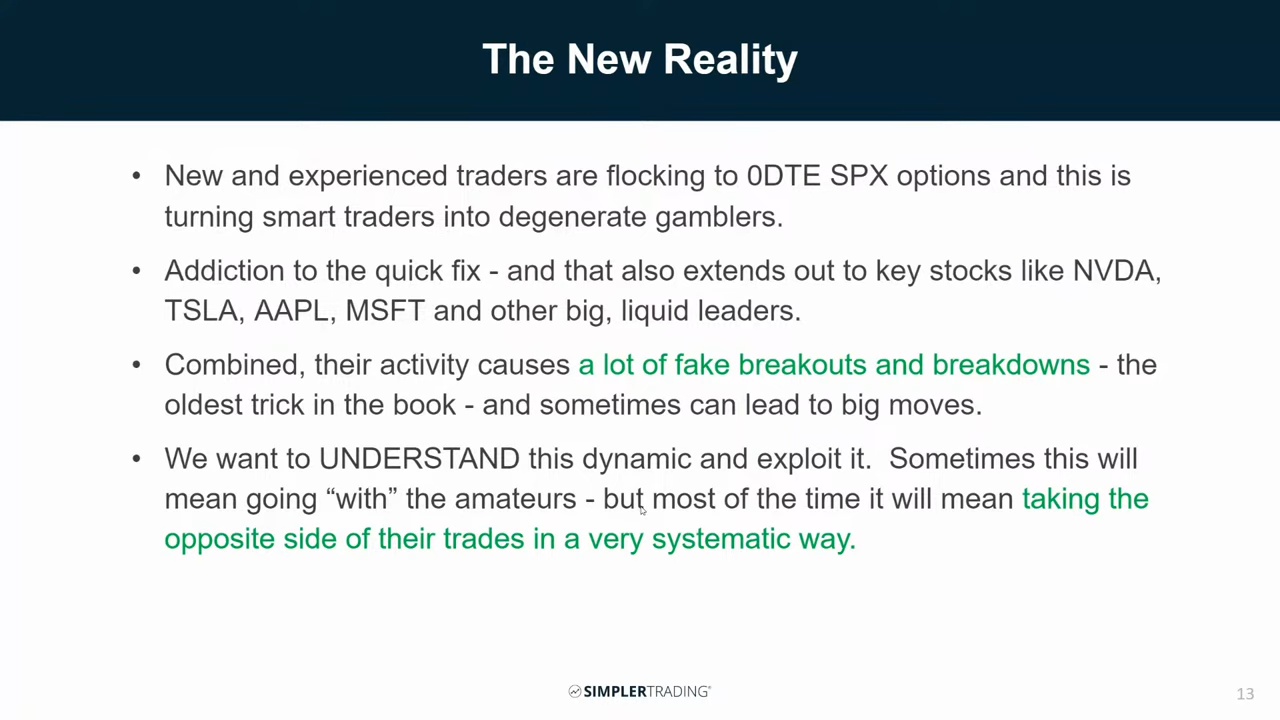 The New Reality
• New and experienced traders are flocking to 0DTE SPX options and this is
turning smart traders into degenerate gamblers.
• Addiction to the quick fix - and that also extends out to key stocks like NVDA,
TSLA, AAPL, MSFT and other big, liquid leaders.
• Combined, their activity causes a lot of fake breakouts and breakdowns - the
oldest trick in the book - and sometimes can lead to big moves.
• We want to UNDERSTAND this dynamic and exploit it.  Sometimes this will
mean going “with” the amateurs - but most of the time it will mean taking the
opposite side of their trades in a very systematic way.
SIMPLERTRADING®
13